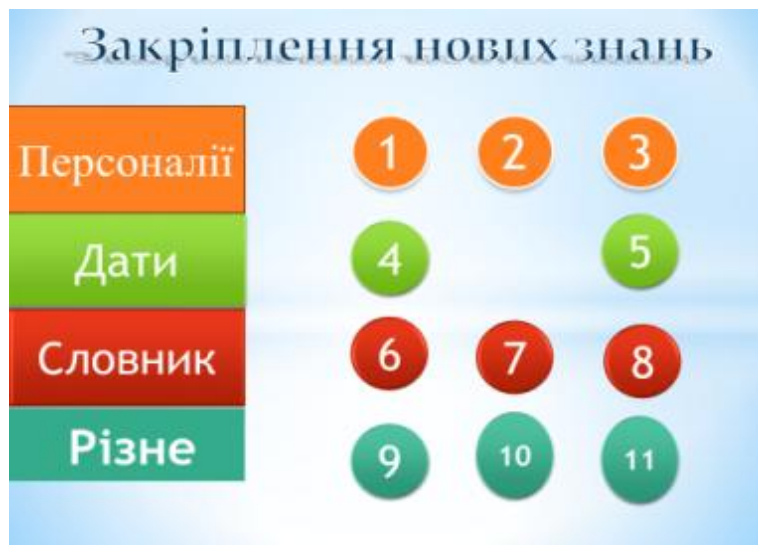 Закріплення нових знань
Персоналії 1 2 3
Дати 4 5
Словник 6 7 8
Різне 9 10 11